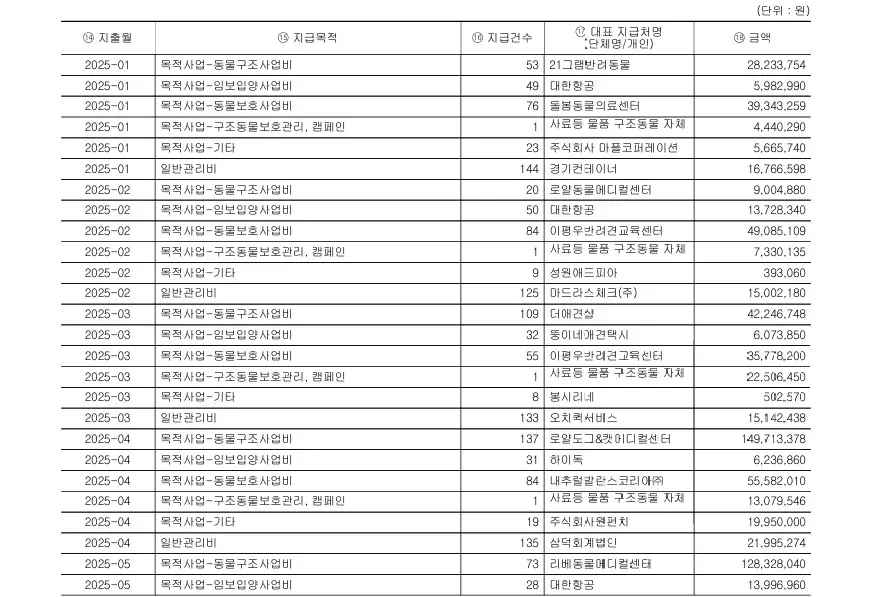 (단위 : 원)
⑭ 지출월 ⑮ 지급목적 ⑯ 지급건수 ⑰ 대표 지급처명 (단체명/개인) ⑱ 금액
2025-01 목적사업-동물구조사업비 53 21그램반려동물 28,233,754
2025-01 목적사업-임보입양사업비 49 대한항공 5,982,990
2025-01 목적사업-동물보호사업비 76 돌봄동물의료센터 39,343,259
2025-01 목적사업-구조동물보호관리, 캠페인 1 사료등 물품 구조동물 자체 4,440,290
2025-01 목적사업-기타 23 주식회사 마플코퍼레이션 5,665,740
2025-01 일반관리비 144 경기컨테이너 16,766,598
2025-02 목적사업-동물구조사업비 20 로얄동물메디컬센터 9,004,880
2025-02 목적사업-임보입양사업비 50 대한항공 13,728,340
2025-02 목적사업-동물보호사업비 84 이평우반려견교육센터 49,085,109
2025-02 목적사업-구조동물보호관리, 캠페인 1 사료등 물품 구조동물 자체 7,330,135
2025-02 목적사업-기타 9 성원애드피아 393,060
2025-02 일반관리비 125 마드라스체크(주) 15,002,180
2025-03 목적사업-동물구조사업비 109 더애견샵 42,246,748
2025-03 목적사업-임보입양사업비 32 뚱이네애견택시 6,073,850
2025-03 목적사업-동물보호사업비 55 이평우반려견교육센터 35,778,200
2025-03 목적사업-구조동물보호관리, 캠페인 1 사료등 물품 구조동물 자체 22,506,450
2025-03 목적사업-기타 8 봉시리네 502,570
2025-03 일반관리비 133 오치퀵서비스 15,142,438
2025-04 목적사업-동물구조사업비 137 로얄도그&캣메디컬센터 149,713,378
2025-04 목적사업-임보입양사업비 31 하이독 6,236,860
2025-04 목적사업-동물보호사업비 84 내추럴발란스코리아㈜ 55,582,010
2025-04 목적사업-구조동물보호관리, 캠페인 1 사료등 물품 구조동물 자체 13,079,546
2025-04 목적사업-기타 19 주식회사원펀치 19,950,000
2025-04 일반관리비 135 삼덕회계법인 21,995,274
2025-05 목적사업-동물구조사업비 73 리베동물메디컬센터 128,328,040
2025-05 목적사업-임보입양사업비 28 대한항공 13,996,960